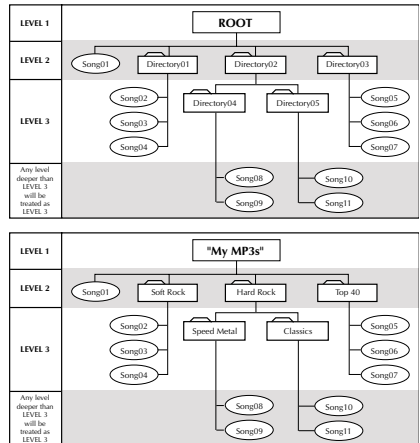 LEVEL 1
ROOT
LEVEL 2
Song01
Directory01
Directory02
Directory03
LEVEL 3
Song02
Song03
Song04
Directory04
Directory05
Song05
Song06
Song07
Any level
deeper than
LEVEL 3
will be
treated as
LEVEL 3
Song08
Song09
Song10
Song11
LEVEL 1
"My MP3s"
LEVEL 2
Song01
Soft Rock
Hard Rock
Top 40
LEVEL 3
Song02
Song03
Song04
Speed Metal
Classics
Song05
Song06
Song07
Any level
deeper than
LEVEL 3
will be
treated as
LEVEL 3
Song08
Song09
Song10
Song11